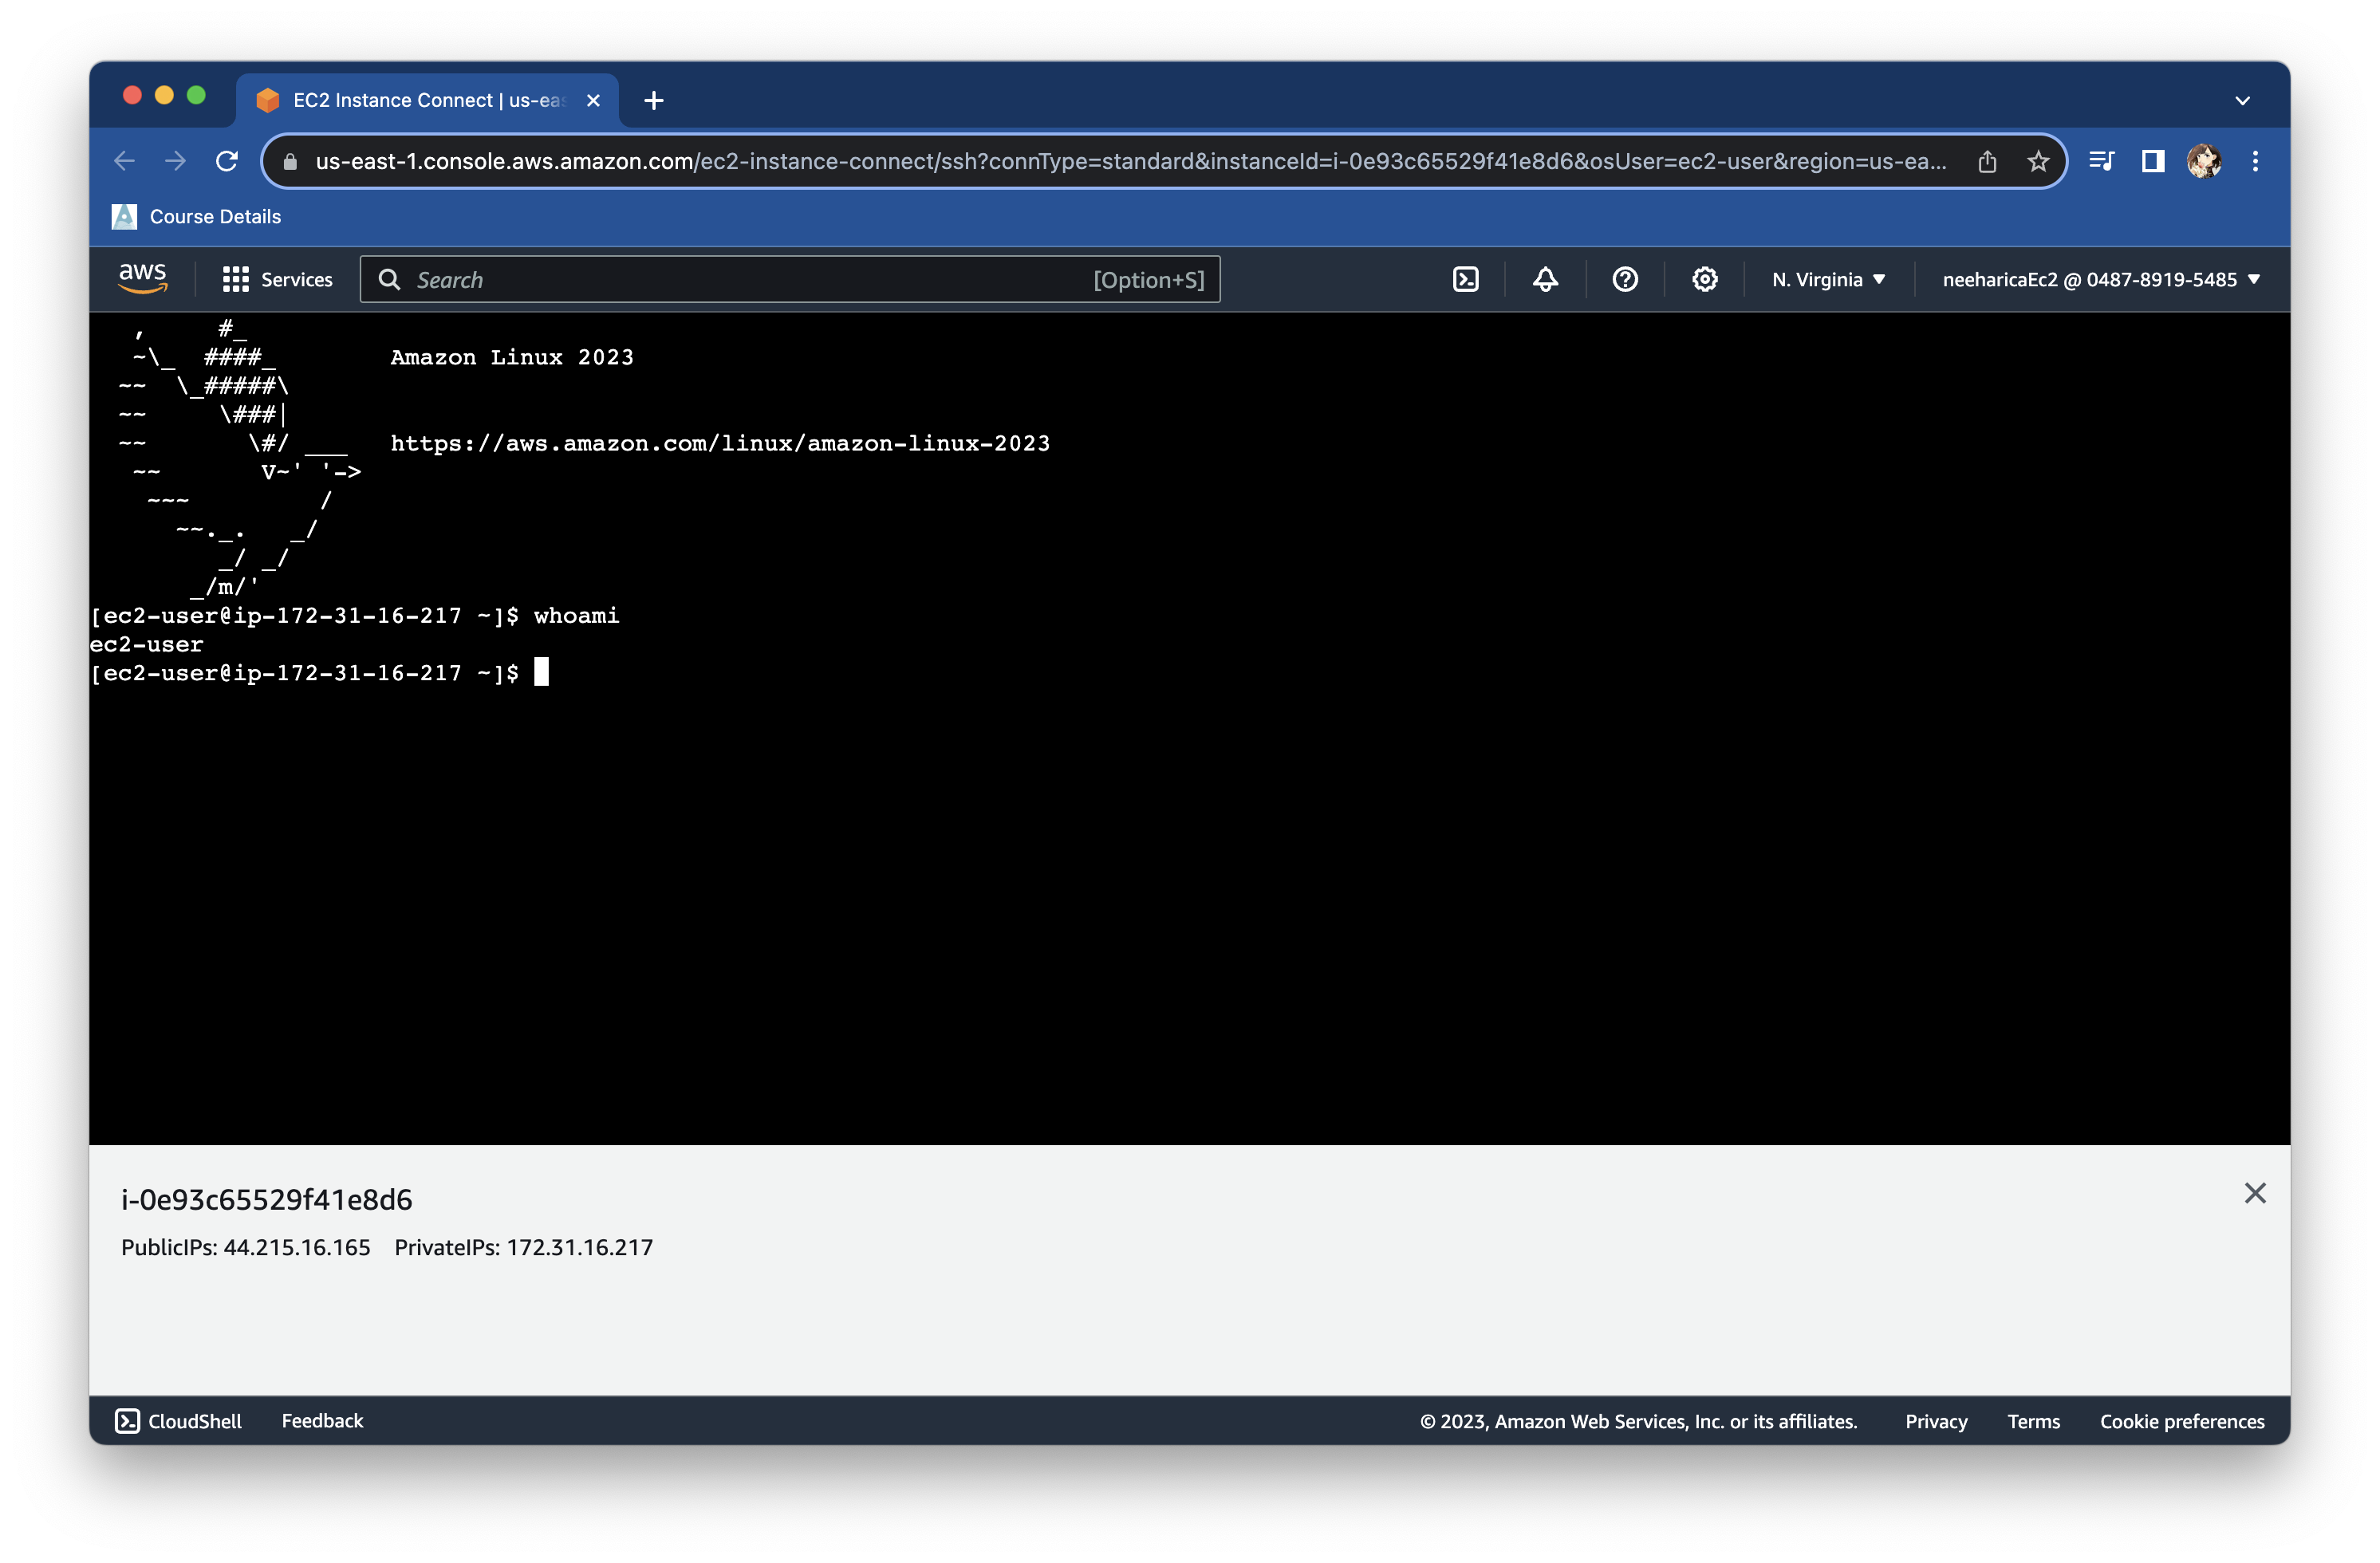 EC2 Instance Connect | us-eas
us-east-1.console.aws.amazon.com/ec2-instance-connect/ssh?connType=standard&instanceId=i-0e93c65529f41e8d6&osUser=ec2-user&region=us-ea...
Course Details
aws Services Search [Option+S] N. Virginia neeharicaEc2 @ 0487-8919-5485
   ,     #_
   ~\_  ####_        Amazon Linux 2023
  ~~  \_#####\
  ~~     \###|
  ~~       \#/ ___   https://aws.amazon.com/linux/amazon-linux-2023
   ~~       V~' '->
    ~~~         /
      ~~._.   _/
         _/ _/
       _/m/'
[ec2-user@ip-172-31-16-217 ~]$ whoami
ec2-user
[ec2-user@ip-172-31-16-217 ~]$
i-0e93c65529f41e8d6
PublicIPs: 44.215.16.165 PrivateIPs: 172.31.16.217
CloudShell Feedback © 2023, Amazon Web Services, Inc. or its affiliates. Privacy Terms Cookie preferences